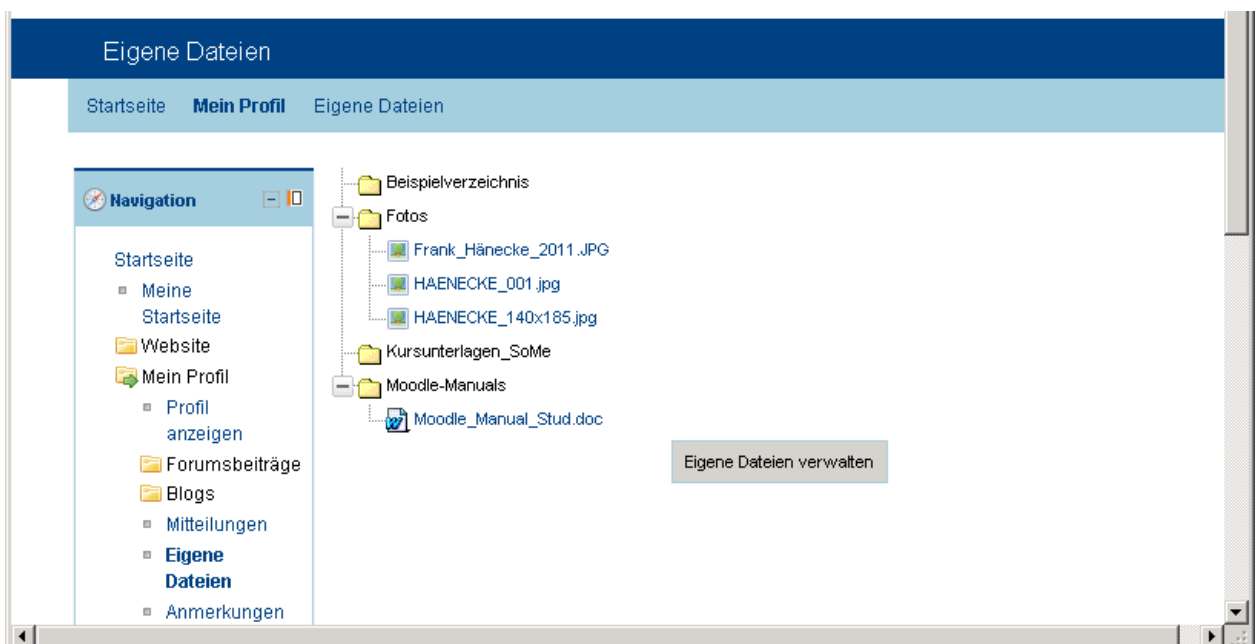 Eigene Dateien
Startseite Mein Profil Eigene Dateien
Navigation
Startseite
Meine
Startseite
Website
Mein Profil
Profil
anzeigen
Forumsbeiträge
Blogs
Mitteilungen
Eigene
Dateien
Anmerkungen
Beispielverzeichnis
Fotos
Frank_Hänecke_2011.JPG
HAENECKE_001.jpg
HAENECKE_140x185.jpg
Kursunterlagen_SoMe
Moodle-Manuals
Moodle_Manual_Stud.doc
Eigene Dateien verwalten